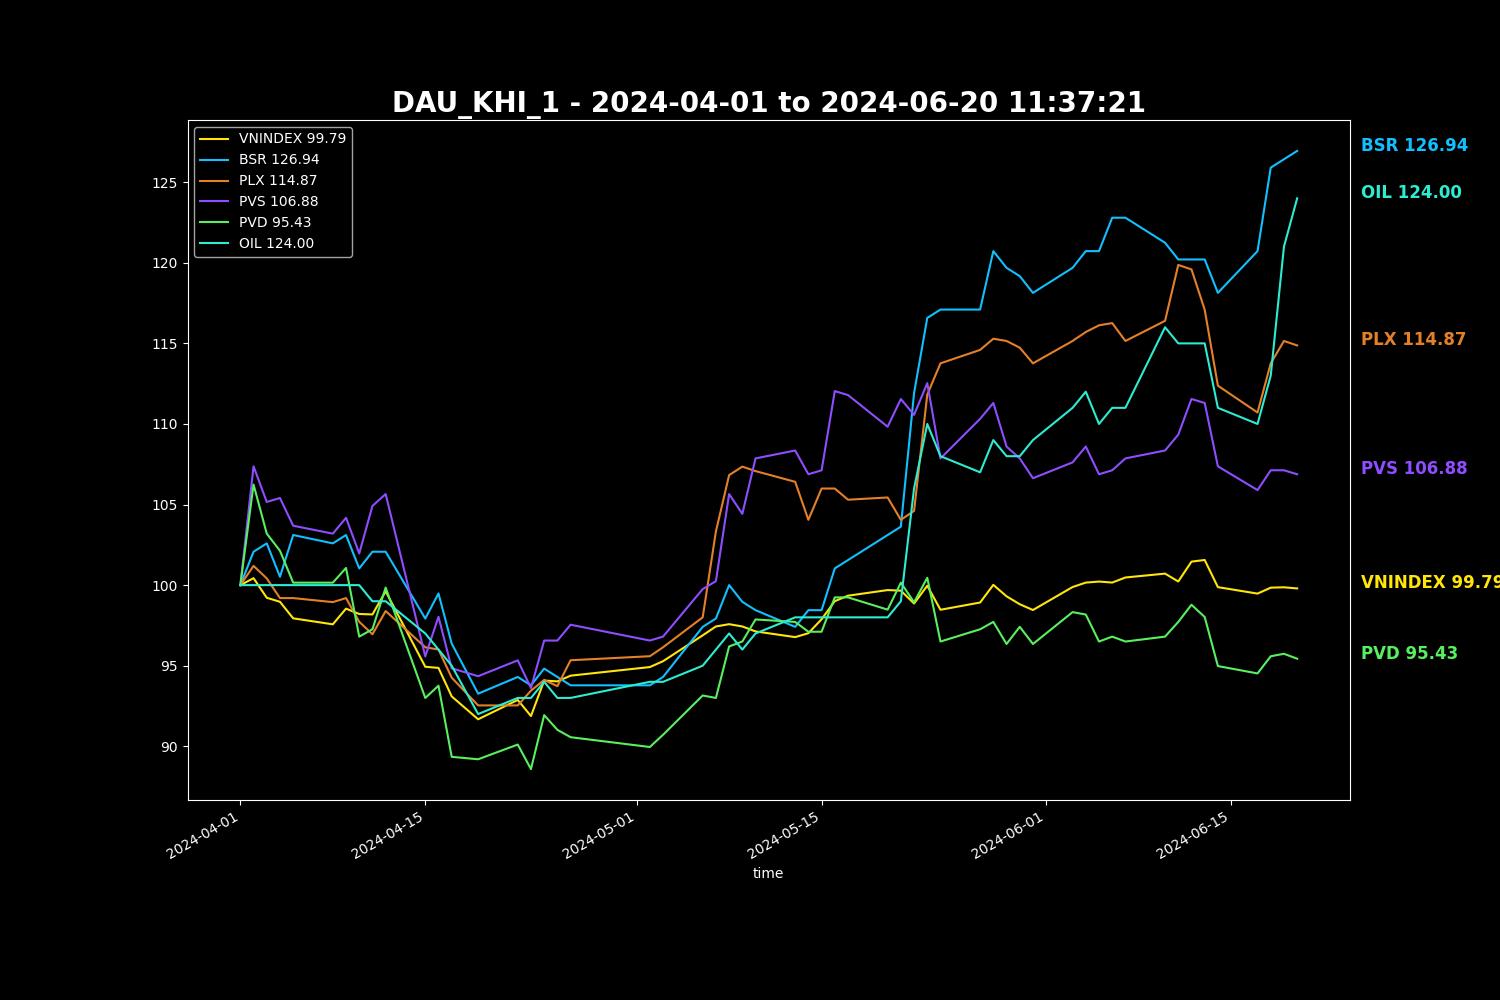 DAU_KHI_1 - 2024-04-01 to 2024-06-20 11:37:21
VNINDEX 99.79
BSR 126.94
PLX 114.87
PVS 106.88
PVD 95.43
OIL 124.00
125
120
115
110
105
100
95
90
BSR 126.94
OIL 124.00
PLX 114.87
PVS 106.88
VNINDEX 99.79
PVD 95.43
2024-04-01
2024-04-15
2024-05-01
2024-05-15
2024-06-01
2024-06-15
time